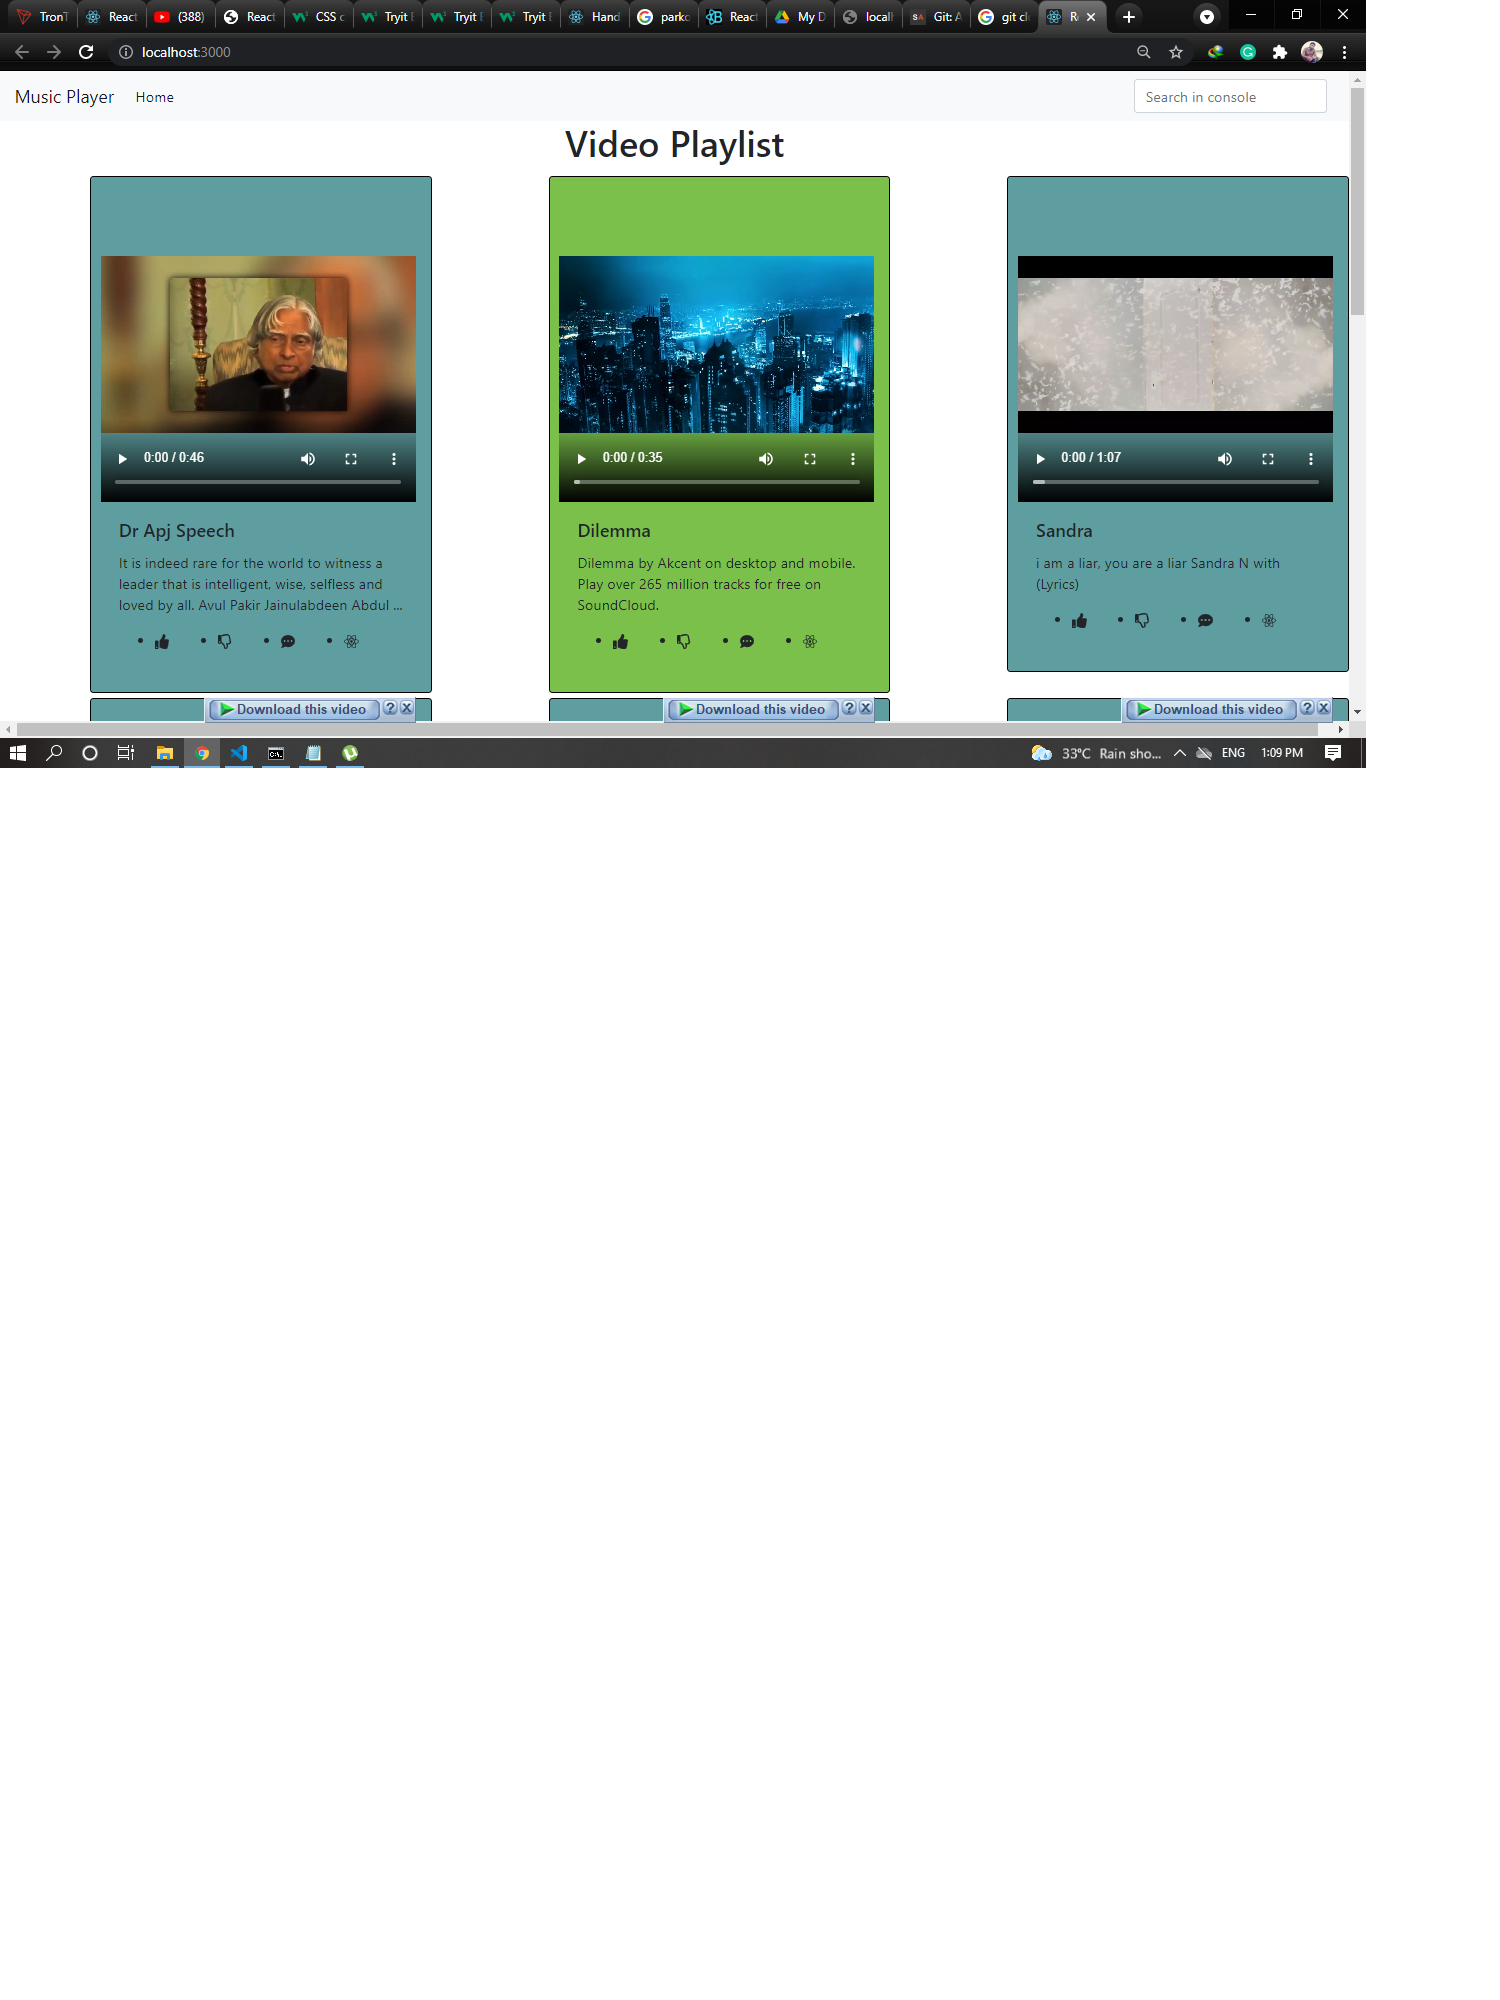 TronT
React
(388)
React
CSS c
Tryit E
Tryit E
Tryit E
Hand
parko
React
My D
localh
Git: A
git cl
Re
localhost:3000
Music Player Home Search in console
Video Playlist
0:00 / 0:46
Dr Apj Speech
It is indeed rare for the world to witness a
leader that is intelligent, wise, selfless and
loved by all. Avul Pakir Jainulabdeen Abdul ...
0:00 / 0:35
Dilemma
Dilemma by Akcent on desktop and mobile.
Play over 265 million tracks for free on
SoundCloud.
0:00 / 1:07
Sandra
i am a liar, you are a liar Sandra N with
(Lyrics)
Download this video ? X
Download this video ? X
Download this video ? X
33°C Rain sho... ENG 1:09 PM